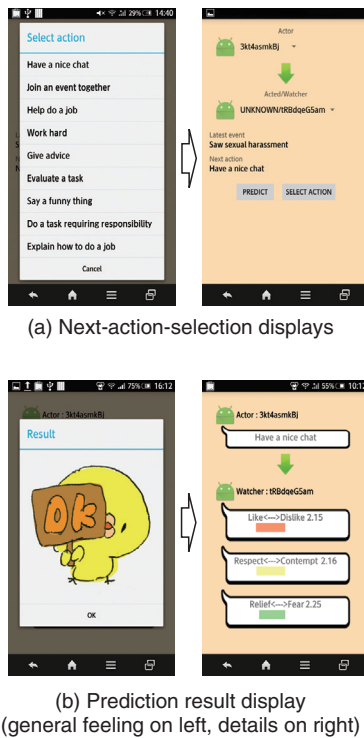 29% 14:40
Select action
Have a nice chat
Join an event together
Help do a job
Work hard
Give advice
Evaluate a task
Say a funny thing
Do a task requiring responsibility
Explain how to do a job
Cancel
Actor
3kt4asmkBj
Acted/Watcher
UNKNOWN/tRBdqeG5am
Latest event
Saw sexual harassment
Next action
Have a nice chat
PREDICT SELECT ACTION
(a) Next-action-selection displays
75% 16:12
Actor : 3kt4asmkBj
Result
OK
OK
55% 10:12
Actor : 3kt4asmkBj
Have a nice chat
Watcher : tRBdqeG5am
Like<--->Dislike 2.15
Respect<--->Contempt 2.16
Relief<--->Fear 2.25
(b) Prediction result display
(general feeling on left, details on right)